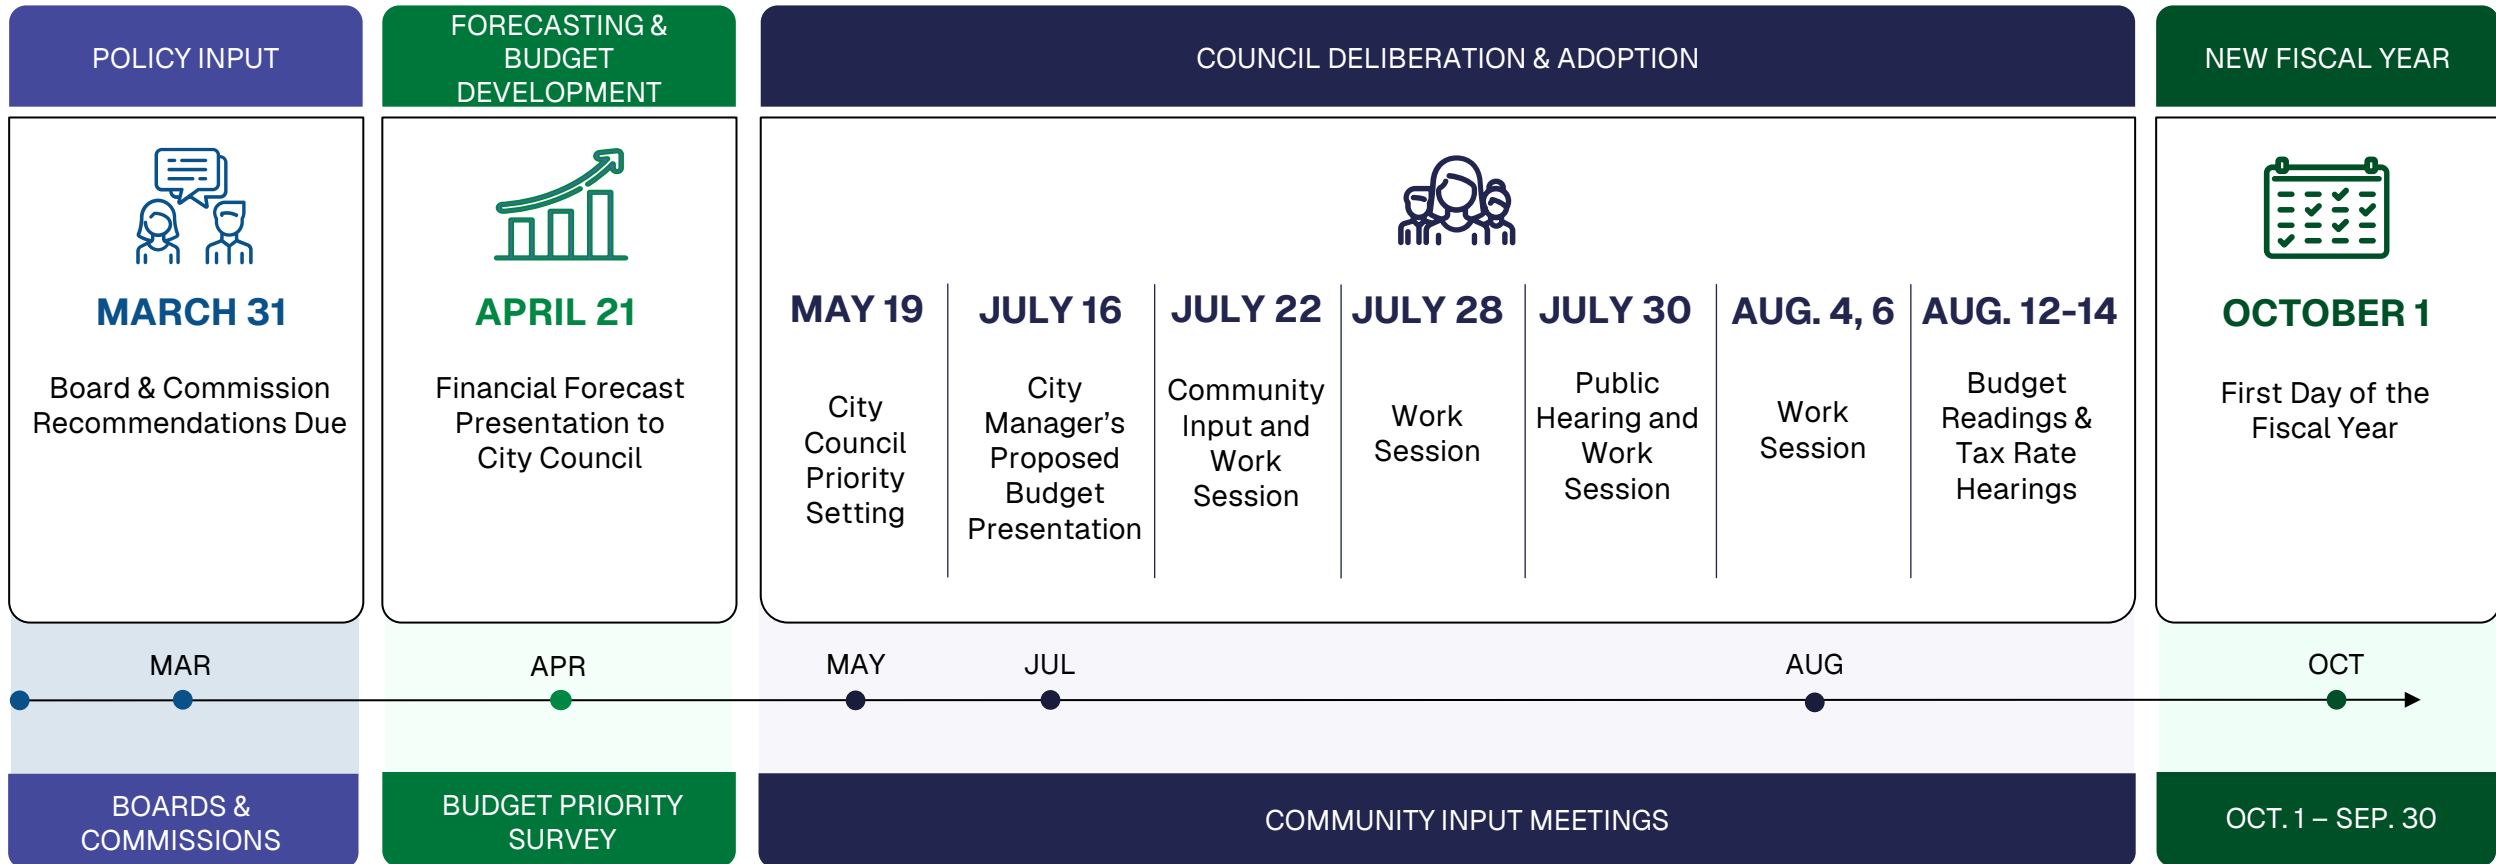 POLICY INPUT
FORECASTING &
BUDGET
DEVELOPMENT
COUNCIL DELIBERATION & ADOPTION
NEW FISCAL YEAR
MARCH 31
Board & Commission
Recommendations Due
APRIL 21
Financial Forecast
Presentation to
City Council
MAY 19
City
Council
Priority
Setting
JULY 16
City
Manager's
Proposed
Budget
Presentation
JULY 22
Community
Input and
Work
Session
JULY 28
Work
Session
JULY 30
Public
Hearing and
Work
Session
AUG. 4, 6
Work
Session
AUG. 12-14
Budget
Readings &
Tax Rate
Hearings
OCTOBER 1
First Day of the
Fiscal Year
MAR
APR
MAY
JUL
AUG
OCT
BOARDS &
COMMISSIONS
BUDGET PRIORITY
SURVEY
COMMUNITY INPUT MEETINGS
OCT. 1 – SEP. 30